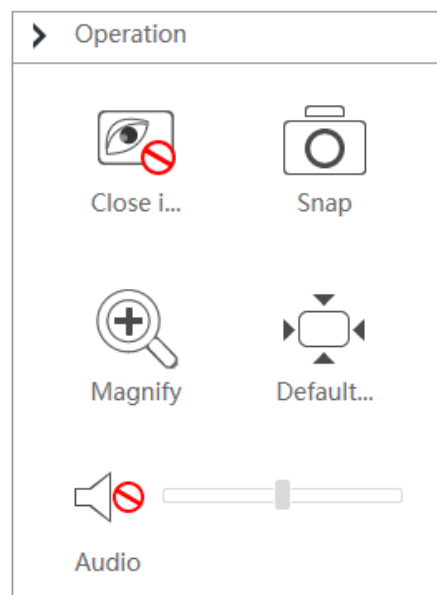 Operation
Close i...
Snap
Magnify
Default...
Audio